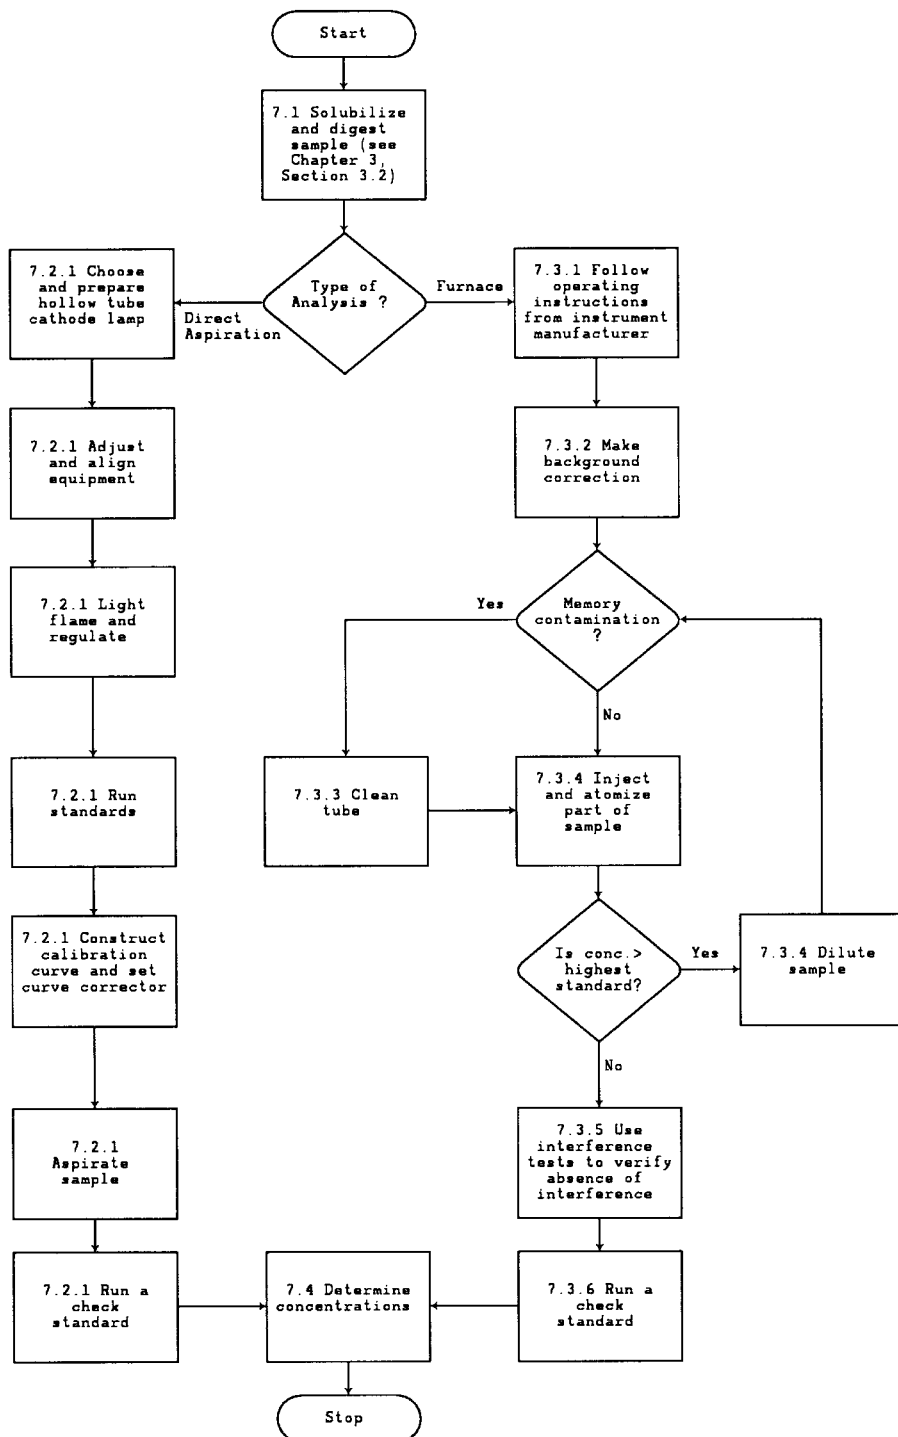 Start
7.1 Solubilize
and digest
sample (see
Chapter 3,
Section 3.2)
Type of
Analysis ?
Direct
Aspiration
Furnace
7.2.1 Choose
and prepare
hollow tube
cathode lamp
7.2.1 Adjust
and align
equipment
7.2.1 Light
flame and
regulate
7.2.1 Run
standards
7.2.1 Construct
calibration
curve and set
curve corrector
7.2.1
Aspirate
sample
7.2.1 Run a
check
standard
7.3.1 Follow
operating
instructions
from instrument
manufacturer
7.3.2 Make
background
correction
Memory
contamination
?
Yes
No
7.3.3 Clean
tube
7.3.4 Inject
and atomize
part of
sample
Is conc.>
highest
standard?
Yes
7.3.4 Dilute
sample
No
7.3.5 Use
interference
tests to verify
absence of
interference
7.3.6 Run a
check
standard
7.4 Determine
concentrations
Stop